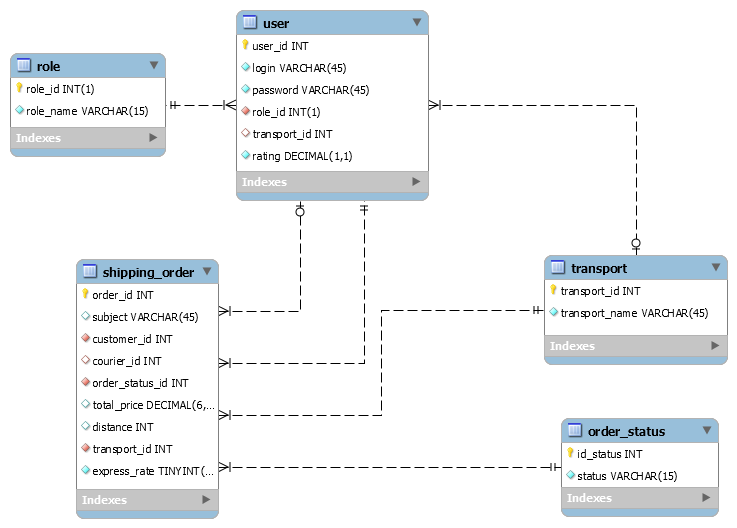 role
role_id INT(1)
role_name VARCHAR(15)
Indexes
user
user_id INT
login VARCHAR(45)
password VARCHAR(45)
role_id INT(1)
transport_id INT
rating DECIMAL(1,1)
Indexes
shipping_order
order_id INT
subject VARCHAR(45)
customer_id INT
courier_id INT
order_status_id INT
total_price DECIMAL(6,...
distance INT
transport_id INT
express_rate TINYINT(...
Indexes
transport
transport_id INT
transport_name VARCHAR(45)
Indexes
order_status
id_status INT
status VARCHAR(15)
Indexes